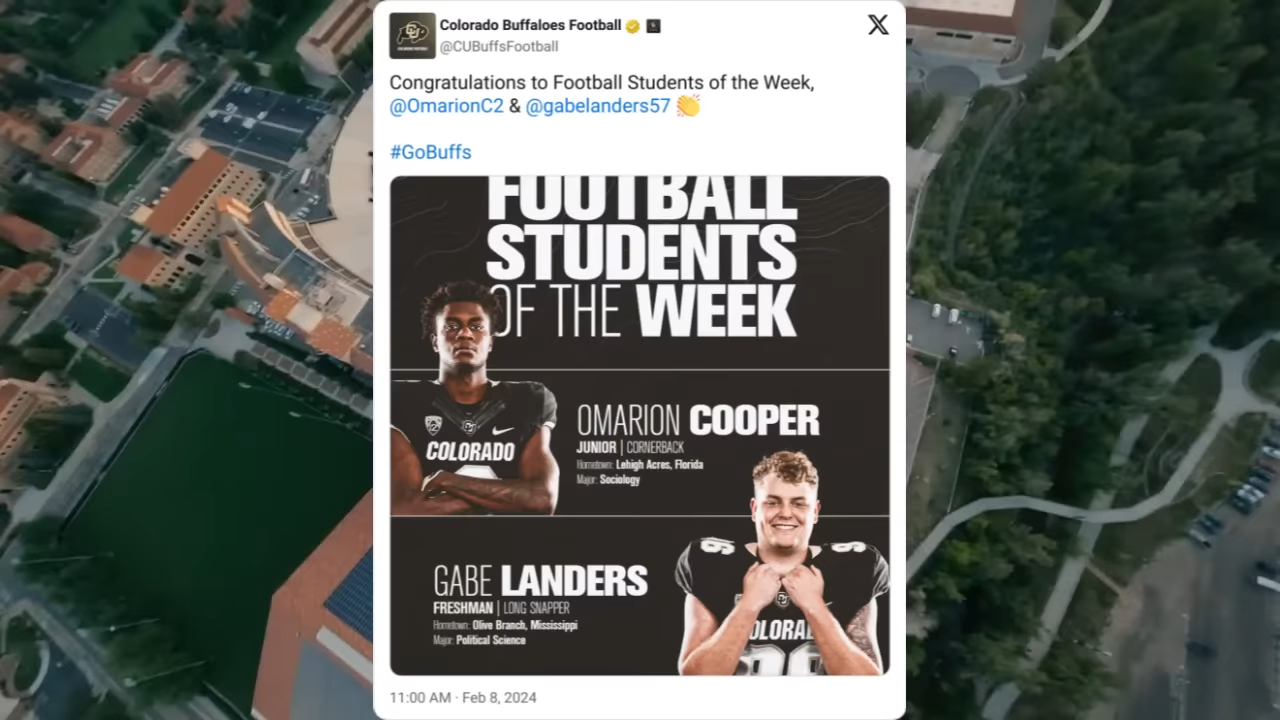 Colorado Buffaloes Football
@CUBuffsFootball
Congratulations to Football Students of the Week,
@OmarionC2 & @gabelanders57 👏
#GoBuffs
FOOTBALL
STUDENTS
OF THE WEEK
OMARION COOPER
JUNIOR | CORNERBACK
Hometown: Lehigh Acres, Florida
Major: Sociology
COLORADO
GABE LANDERS
FRESHMAN | LONG SNAPPER
Hometown: Olive Branch, Mississippi
Major: Political Science
11:00 AM · Feb 8, 2024